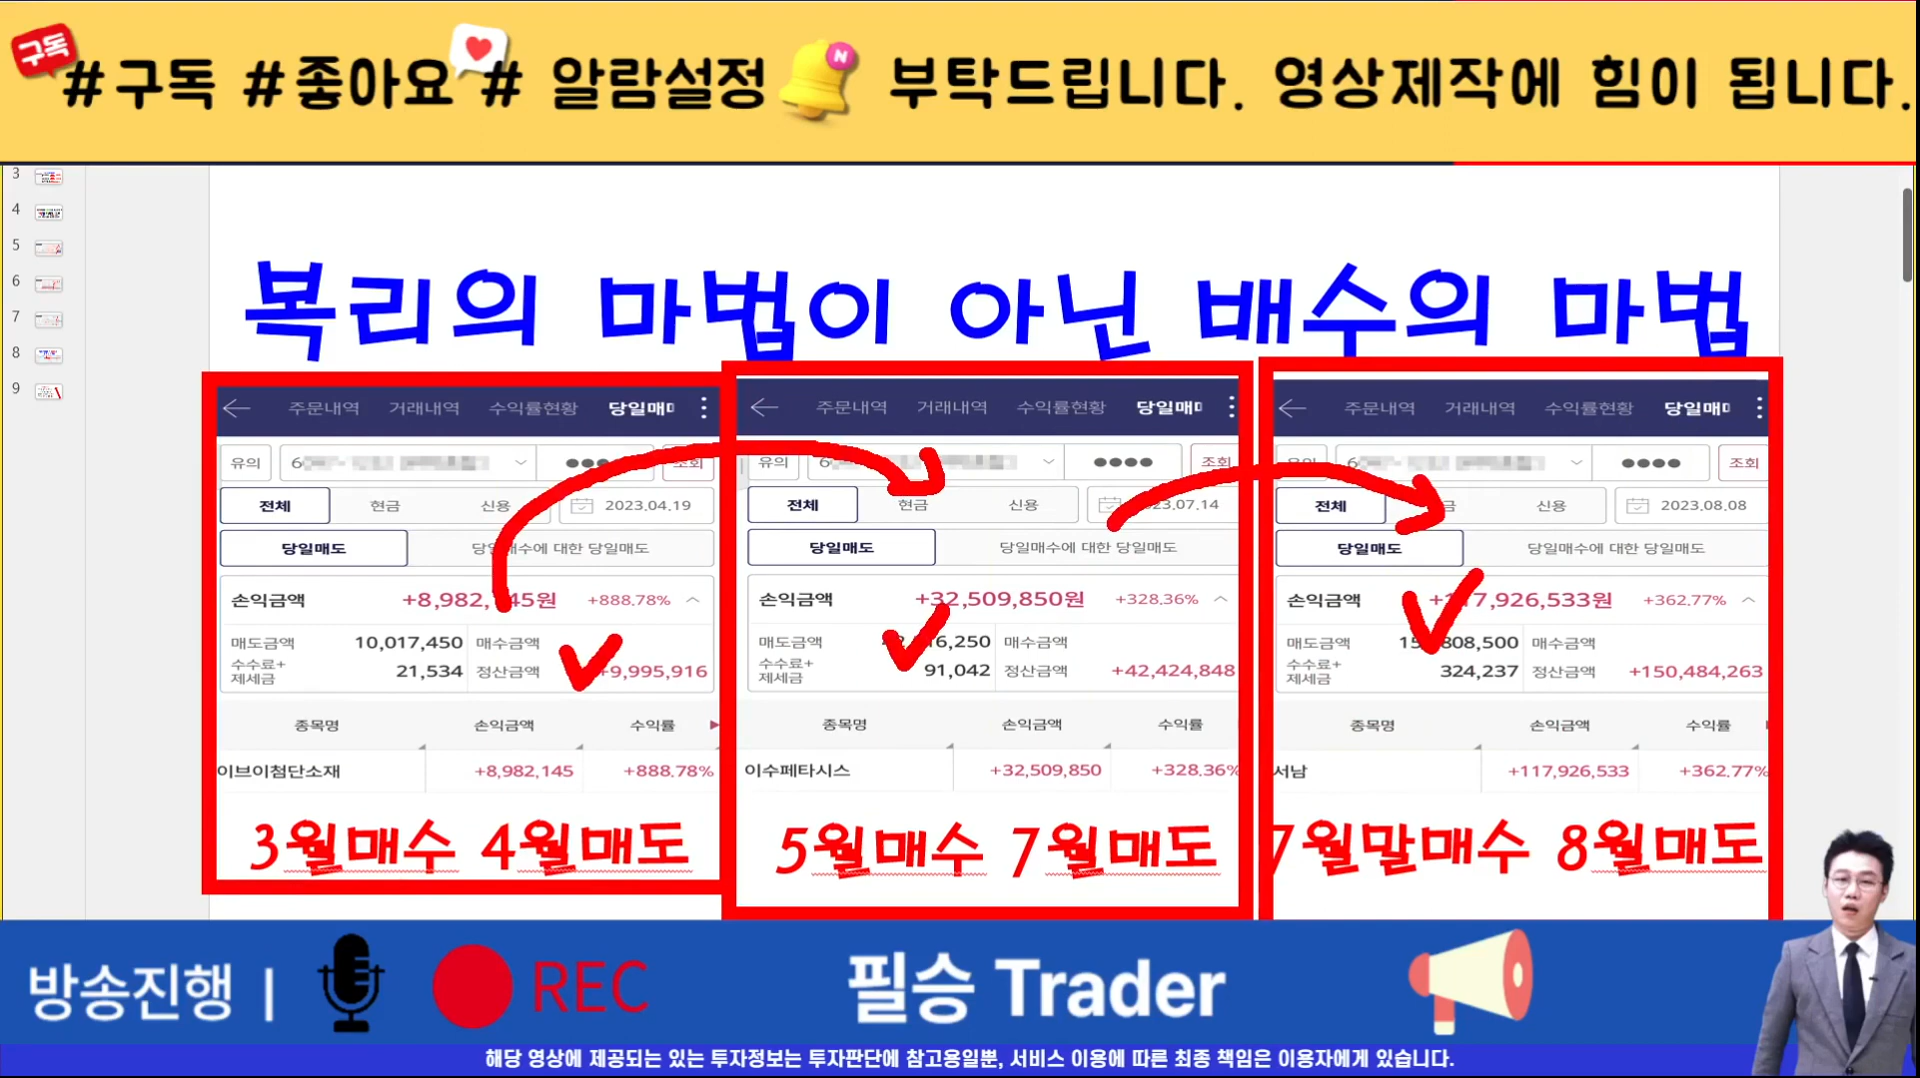 구독
#구독 #좋아요 # 알람설정 N 부탁드립니다. 영상제작에 힘이 됩니다.
3
4
5
6
7
8
9
복리의 마법이 아닌 배수의 마법
주문내역 거래내역 수익률현황 당일매
유의 6
전체 현금 신용 2023.04.19
당일매도 당일매수에 대한 당일매도
손익금액 +8,982,145원 +888.78%
매도금액 10,017,450 매수금액
수수료+
제세금 21,534 정산금액 +9,995,916
종목명 손익금액 수익률
이브이첨단소재 +8,982,145 +888.78%
3월매수 4월매도
주문내역 거래내역 수익률현황 당일매
유의 6 조회
전체 현금 신용 23.07.14
당일매도 당일매수에 대한 당일매도
손익금액 +32,509,850원 +328.36%
매도금액 16,250 매수금액
수수료+
제세금 91,042 정산금액 +42,424,848
종목명 손익금액 수익률
이수페타시스 +32,509,850 +328.36%
5월매수 7월매도
주문내역 거래내역 수익률현황 당일매
6 조회
전체 금 신용 2023.08.08
당일매도 당일매수에 대한 당일매도
손익금액 +117,926,533원 +362.77%
매도금액 808,500 매수금액
수수료+
제세금 324,237 정산금액 +150,484,263
종목명 손익금액 수익률
서남 +117,926,533 +362.77%
7월말매수 8월매도
방송진행 | REC 필승 Trader
해당 영상에 제공되는 있는 투자정보는 투자판단에 참고용일뿐, 서비스 이용에 따른 최종 책임은 이용자에게 있습니다.